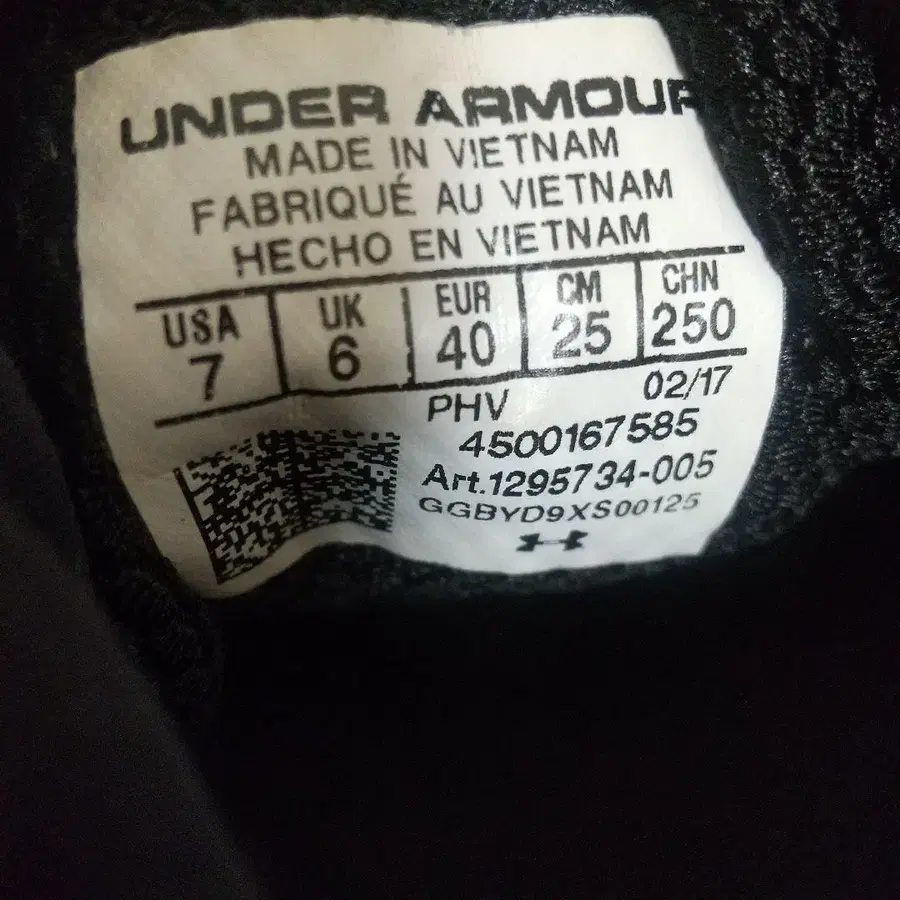 UNDER ARMOUR
MADE IN VIETNAM
FABRIQUÉ AU VIETNAM
HECHO EN VIETNAM
USA UK EUR CM CHN
7 6 40 25 250
PHV 02/17
4500167585
Art.1295734-005
GGBYD9XS00125